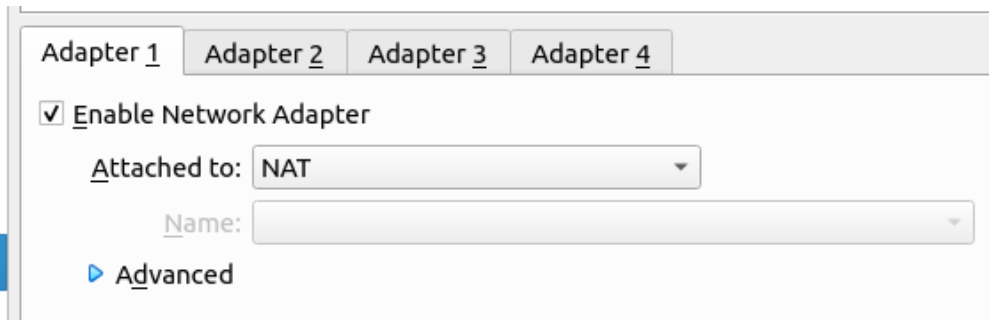 Adapter 1 Adapter 2 Adapter 3 Adapter 4
Enable Network Adapter
Attached to: NAT
Name:
Advanced